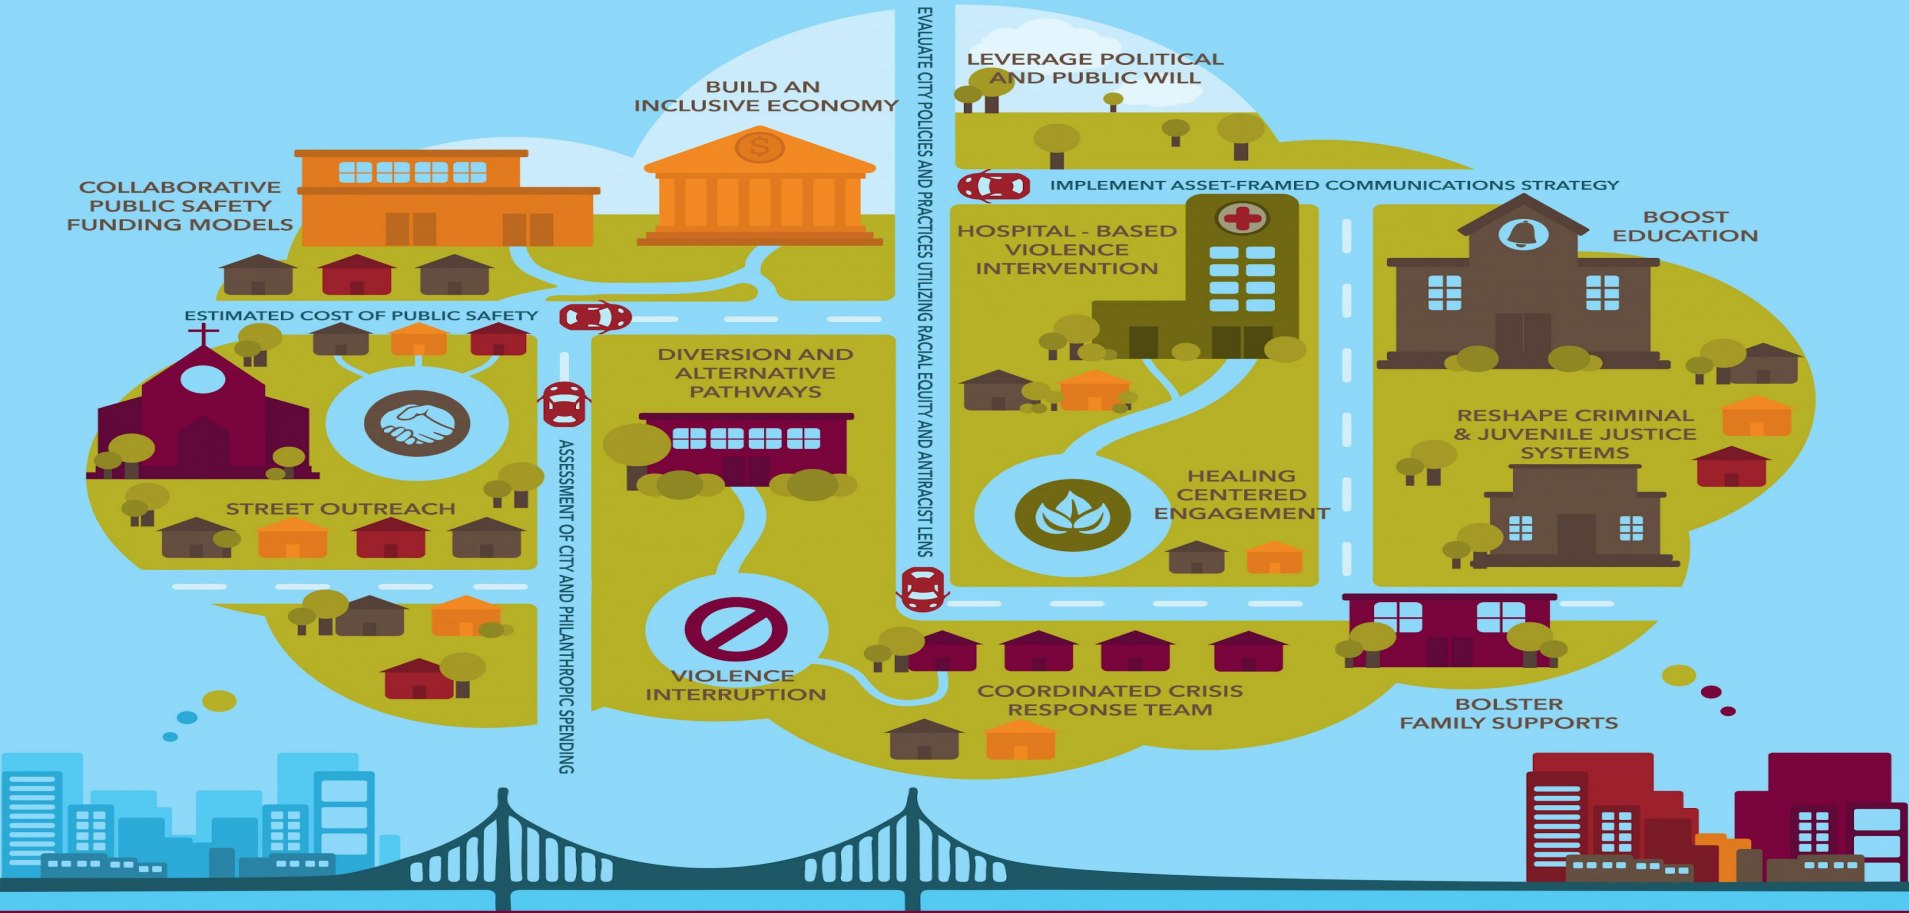 EVALUATE CITY POLICIES AND PRACTICES UTILIZING RACIAL EQUITY AND ANTIRACIST LENS
LEVERAGE POLITICAL
AND PUBLIC WILL
BUILD AN
INCLUSIVE ECONOMY
$
COLLABORATIVE
PUBLIC SAFETY
FUNDING MODELS
IMPLEMENT ASSET-FRAMED COMMUNICATIONS STRATEGY
HOSPITAL - BASED
VIOLENCE
INTERVENTION
BOOST
EDUCATION
ESTIMATED COST OF PUBLIC SAFETY
DIVERSION AND
ALTERNATIVE
PATHWAYS
RESHAPE CRIMINAL
& JUVENILE JUSTICE
SYSTEMS
ASSESSMENT OF CITY AND PHILANTHROPIC SPENDING
HEALING
CENTERED
ENGAGEMENT
STREET OUTREACH
VIOLENCE
INTERRUPTION
COORDINATED CRISIS
RESPONSE TEAM
BOLSTER
FAMILY SUPPORTS